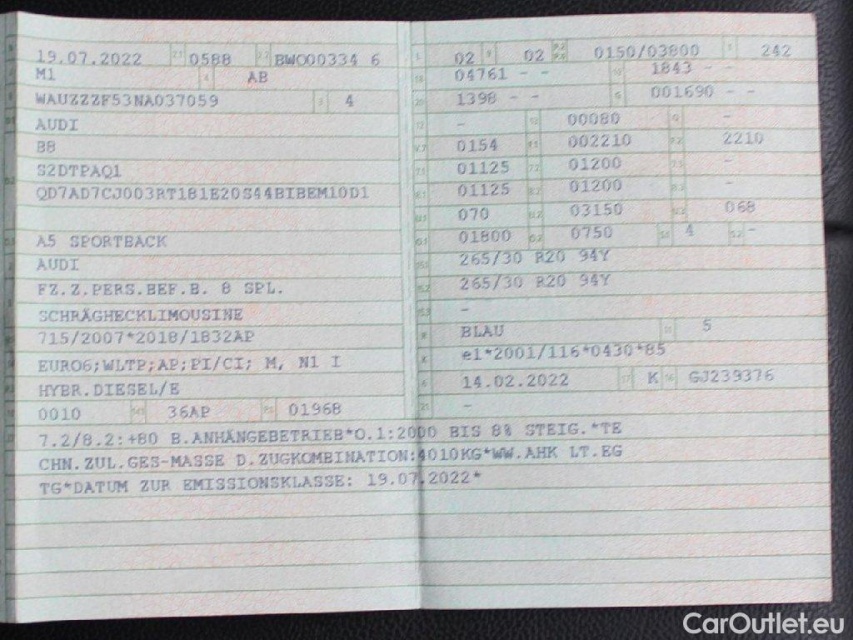 19.07.2022 0588 BWO00334 6
M1 AB
WAUZZZF53NA037059 4
AUDI
B8
S2DTPAQ1
QD7AD7CJ003RT181E20S44BIBEM10D1
A5 SPORTBACK
AUDI
FZ.Z.PERS.BEF.B. 8 SPL.
SCHRÄGHECKLIMOUSINE
715/2007*2018/1832AP
EURO6;WLTP;AP;PI/CI; M, N1 I
HYBR.DIESEL/E
0010 36AP 01968
02 02 0150/03800 242
04761 - - 1843 - -
1398 - - 001690 - -
- 00080 -
0154 002210 2210
01125 01200 -
01125 01200 -
070 03150 068
01800 0750 4 -
265/30 R20 94Y
265/30 R20 94Y
-
BLAU 5
e1*2001/116*0430*85
14.02.2022 K GJ239376
-
7.2/8.2:+80 B.ANHÄNGEBETRIEB*O.1:2000 BIS 8% STEIG.*TE
CHN.ZUL.GES-MASSE D.ZUGKOMBINATION:4010KG*WW.AHK LT.EG
TG*DATUM ZUR EMISSIONSKLASSE: 19.07.2022*
CarOutlet.eu